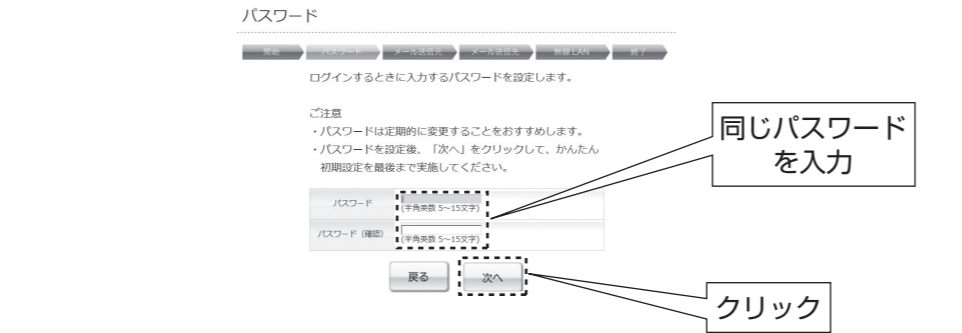 パスワード
開始 パスワード メール送信元 メール送信先 無線 LAN 終了
ログインするときに入力するパスワードを設定します。
ご注意
・パスワードは定期的に変更することをおすすめします。
・パスワードを設定後、「次へ」をクリックして、かんたん
初期設定を最後まで実施してください。
同じパスワード
を入力
パスワード
(半角英数 5〜15文字)
パスワード（確認）
(半角英数 5〜15文字)
戻る 次へ
クリック